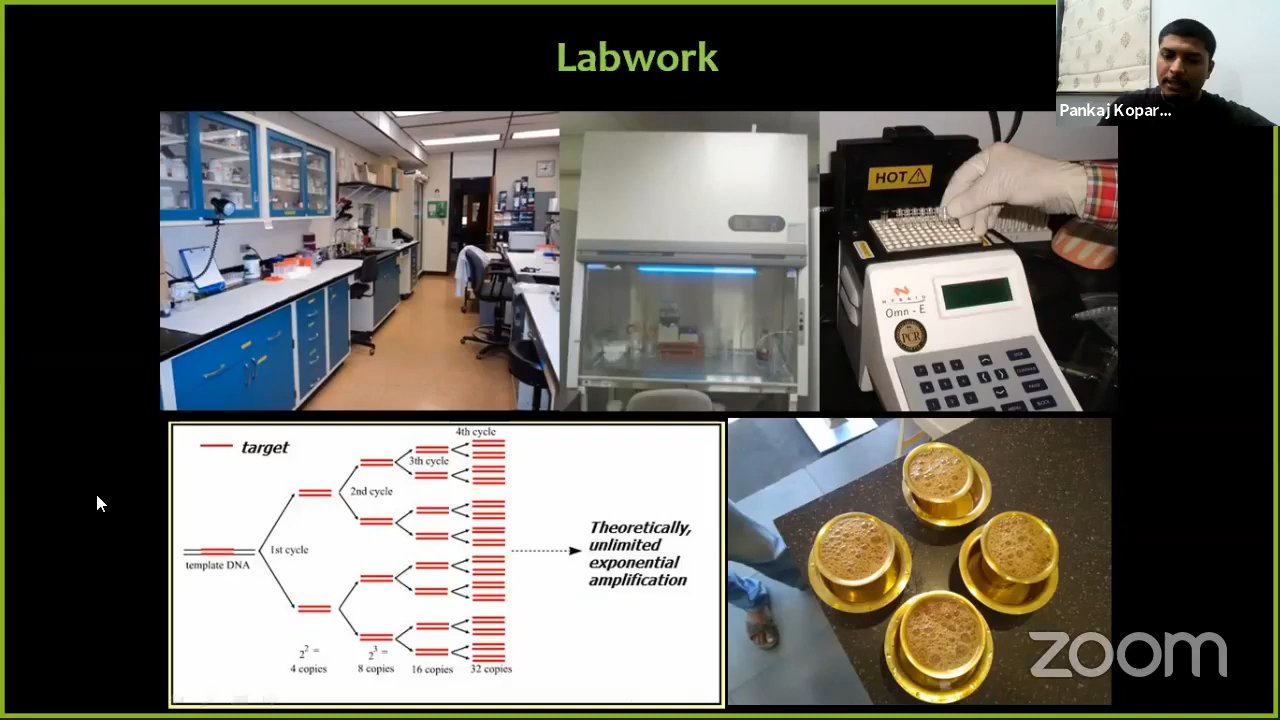 Labwork
Pankaj Kopar...
HOT
Omn - E
PCR
target
4th cycle
3th cycle
2nd cycle
1st cycle
template DNA
Theoretically,
unlimited
exponential
amplification
2² =
4 copies
2³ =
8 copies
16 copies
32 copies
zoom